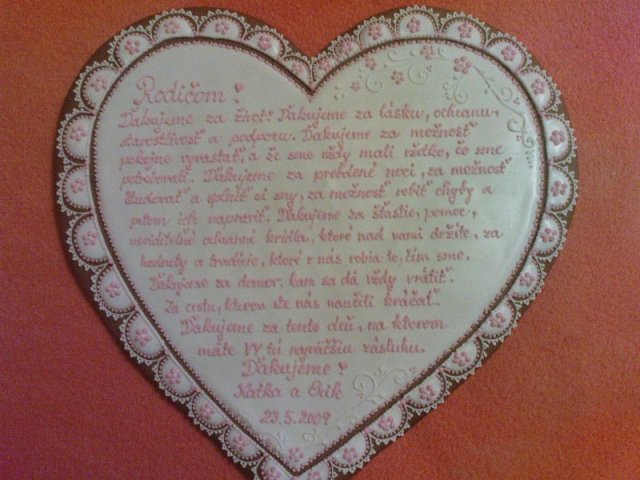 Rodičom!
Ďakujeme za život! Ďakujeme za lásku, ochranu,
starostlivosť a podporu. Ďakujeme za možnosť
pokojne vyrastať, a že sme vždy mali všetko, čo sme
potrebovali. Ďakujeme za prebdené noci, za možnosť
študovať a splniť si sny, za možnosť robiť chyby a
potom ich napraviť. Ďakujeme za šťastie, pomoc,
neviditeľné ochranné krídla, ktoré nad nami držíte, za
hodnoty a tradície, ktoré z nás robia to, čím sme.
Ďakujeme za domov, kam sa dá vždy vrátiť.
Za cestu, ktorou ste nás naučili kráčať.
Ďakujeme za tento deň, na ktorom
máte VY tú najväčšiu zásluhu.
Ďakujeme!
Katka a Erik
23.5.2009